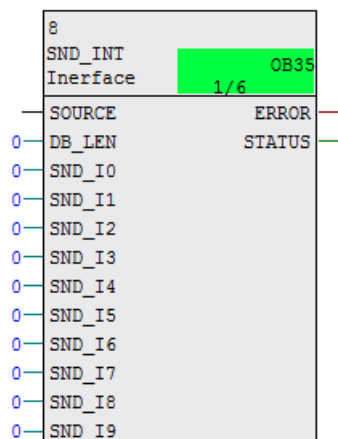 8
SND_INT
Inerface
OB35
1/6
SOURCE ERROR
0 DB_LEN STATUS
0 SND_I0
0 SND_I1
0 SND_I2
0 SND_I3
0 SND_I4
0 SND_I5
0 SND_I6
0 SND_I7
0 SND_I8
0 SND_I9